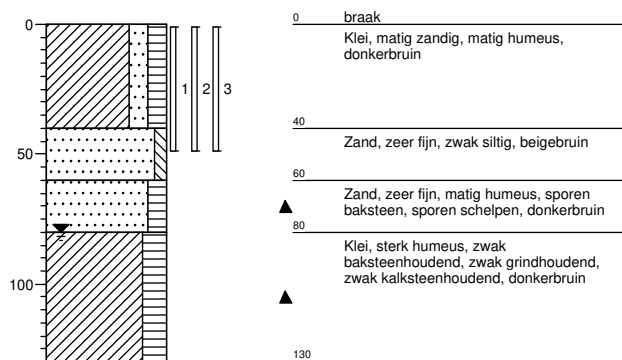 0
50
100
1 2 3
0 braak
Klei, matig zandig, matig humeus,
donkerbruin
40
Zand, zeer fijn, zwak siltig, beigebruin
60
Zand, zeer fijn, matig humeus, sporen
baksteen, sporen schelpen, donkerbruin
80
Klei, sterk humeus, zwak
baksteenhoudend, zwak grindhoudend,
zwak kalksteenhoudend, donkerbruin
130